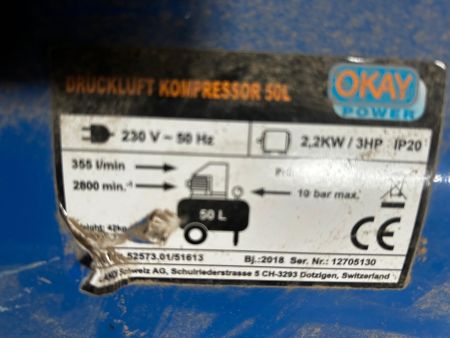 DRUCKLUFT KOMPRESSOR 50L
OKAY
POWER
230 V ~ 50 Hz
2,2KW / 3HP IP20
355 l/min
2800 min.⁻¹
10 bar max.
50 L
CE
52573.01/51613
Bj.:2018 Ser. Nr.: 12705130
Schweiz AG, Schulriederstrasse 5 CH-3293 Dotzigen, Switzerland